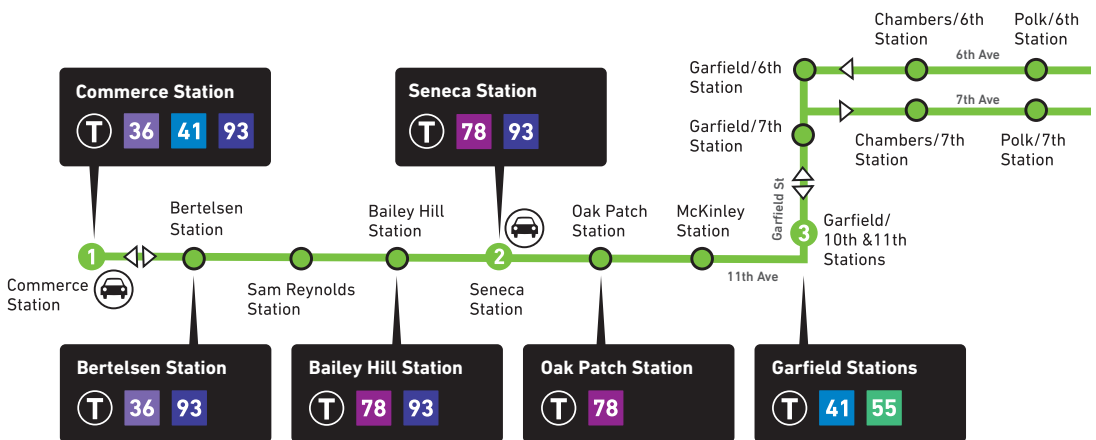 Chambers/6th
Station
Polk/6th
Station
6th Ave
Garfield/6th
Station
Commerce Station
T 36 41 93
Seneca Station
T 78 93
7th Ave
Garfield/7th
Station
Chambers/7th
Station
Polk/7th
Station
Garfield St
Bertelsen
Station
Bailey Hill
Station
Oak Patch
Station
McKinley
Station
Garfield/
10th &11th
Stations
1
2
3
11th Ave
Commerce
Station
Sam Reynolds
Station
Seneca
Station
Bertelsen Station
T 36 93
Bailey Hill Station
T 78 93
Oak Patch Station
T 78
Garfield Stations
T 41 55